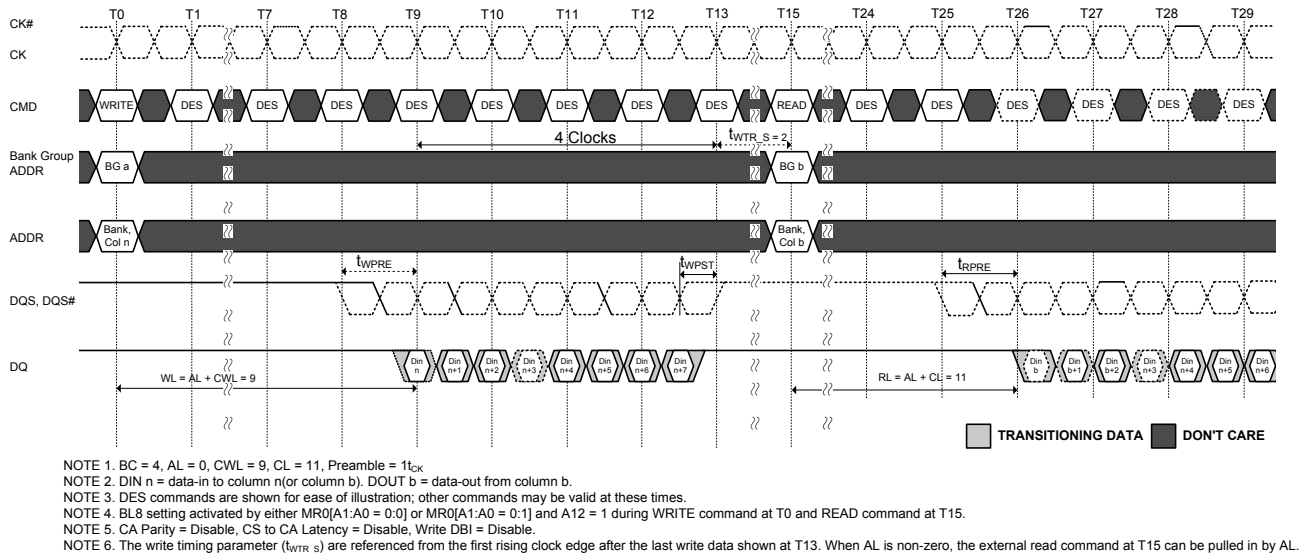 T0 T1 T7 T8 T9 T10 T11 T12 T13 T15 T24 T25 T26 T27 T28 T29
CK#
CK
CMD WRITE DES DES DES DES DES DES DES DES READ DES DES DES DES DES DES
4 Clocks tWTR_S = 2
Bank Group
ADDR BG a BG b
ADDR Bank, Col n Bank, Col b
tWPRE tWPST tRPRE
DQS, DQS#
DQ Din n Din n+1 Din n+2 Din n+3 Din n+4 Din n+5 Din n+6 Din n+7 Din b Din b+1 Din b+2 Din n+3 Din n+4 Din n+5 Din n+6
WL = AL + CWL = 9 RL = AL + CL = 11
TRANSITIONING DATA DON'T CARE
NOTE 1. BC = 4, AL = 0, CWL = 9, CL = 11, Preamble = 1tCK
NOTE 2. DIN n = data-in to column n(or column b). DOUT b = data-out from column b.
NOTE 3. DES commands are shown for ease of illustration; other commands may be valid at these times.
NOTE 4. BL8 setting activated by either MR0[A1:A0 = 0:0] or MR0[A1:A0 = 0:1] and A12 = 1 during WRITE command at T0 and READ command at T15.
NOTE 5. CA Parity = Disable, CS to CA Latency = Disable, Write DBI = Disable.
NOTE 6. The write timing parameter (tWTR_S) are referenced from the first rising clock edge after the last write data shown at T13. When AL is non-zero, the external read command at T15 can be pulled in by AL.